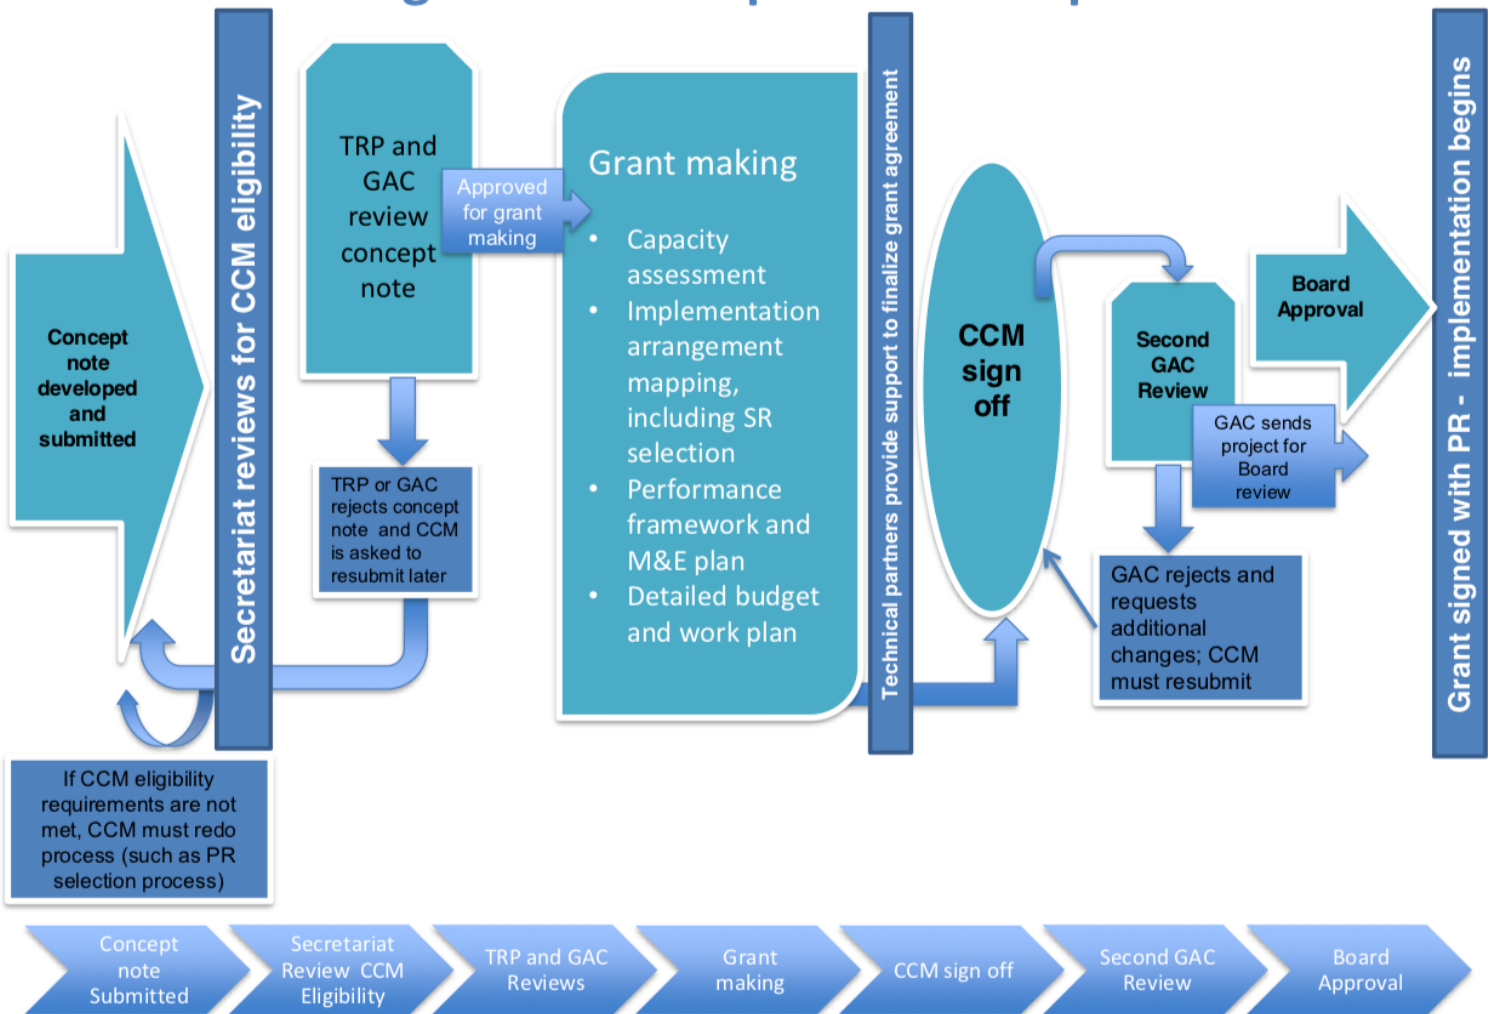 Concept
note
developed
and
submitted
Secretariat reviews for CCM eligibility
TRP and
GAC
review
concept
note
Approved
for grant
making
TRP or GAC
rejects concept
note and CCM
is asked to
resubmit later
If CCM eligibility
requirements are not
met, CCM must redo
process (such as PR
selection process)
Grant making
• Capacity
assessment
• Implementation
arrangement
mapping,
including SR
selection
• Performance
framework and
M&E plan
• Detailed budget
and work plan
Technical partners provide support to finalize grant agreement
CCM
sign
off
Second
GAC
Review
GAC sends
project for
Board
review
GAC rejects and
requests
additional
changes; CCM
must resubmit
Board
Approval
Grant signed with PR - implementation begins
Concept
note
Submitted
Secretariat
Review CCM
Eligibility
TRP and GAC
Reviews
Grant
making
CCM sign off
Second GAC
Review
Board
Approval